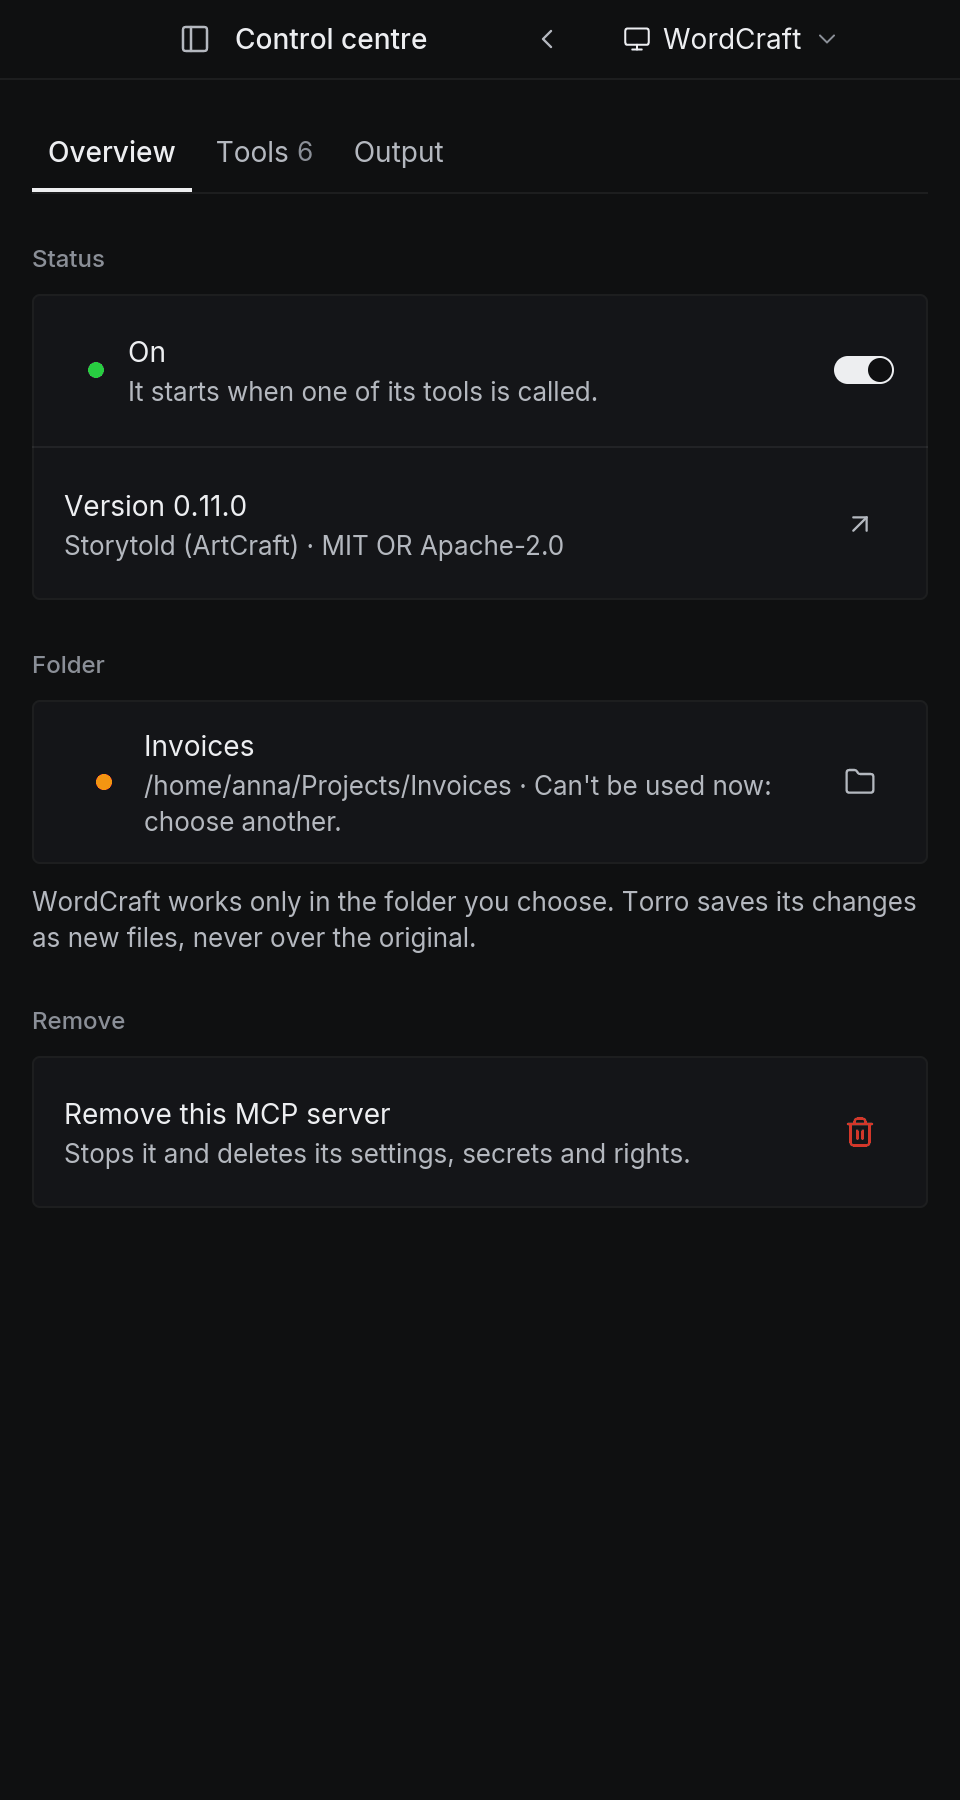 Control centre
WordCraft
Overview
Tools 6
Output
Status
On
It starts when one of its tools is called.
Version 0.11.0
Storytold (ArtCraft) · MIT OR Apache-2.0
Folder
Invoices
/home/anna/Projects/Invoices · Can't be used now:
choose another.
WordCraft works only in the folder you choose. Torro saves its changes
as new files, never over the original.
Remove
Remove this MCP server
Stops it and deletes its settings, secrets and rights.